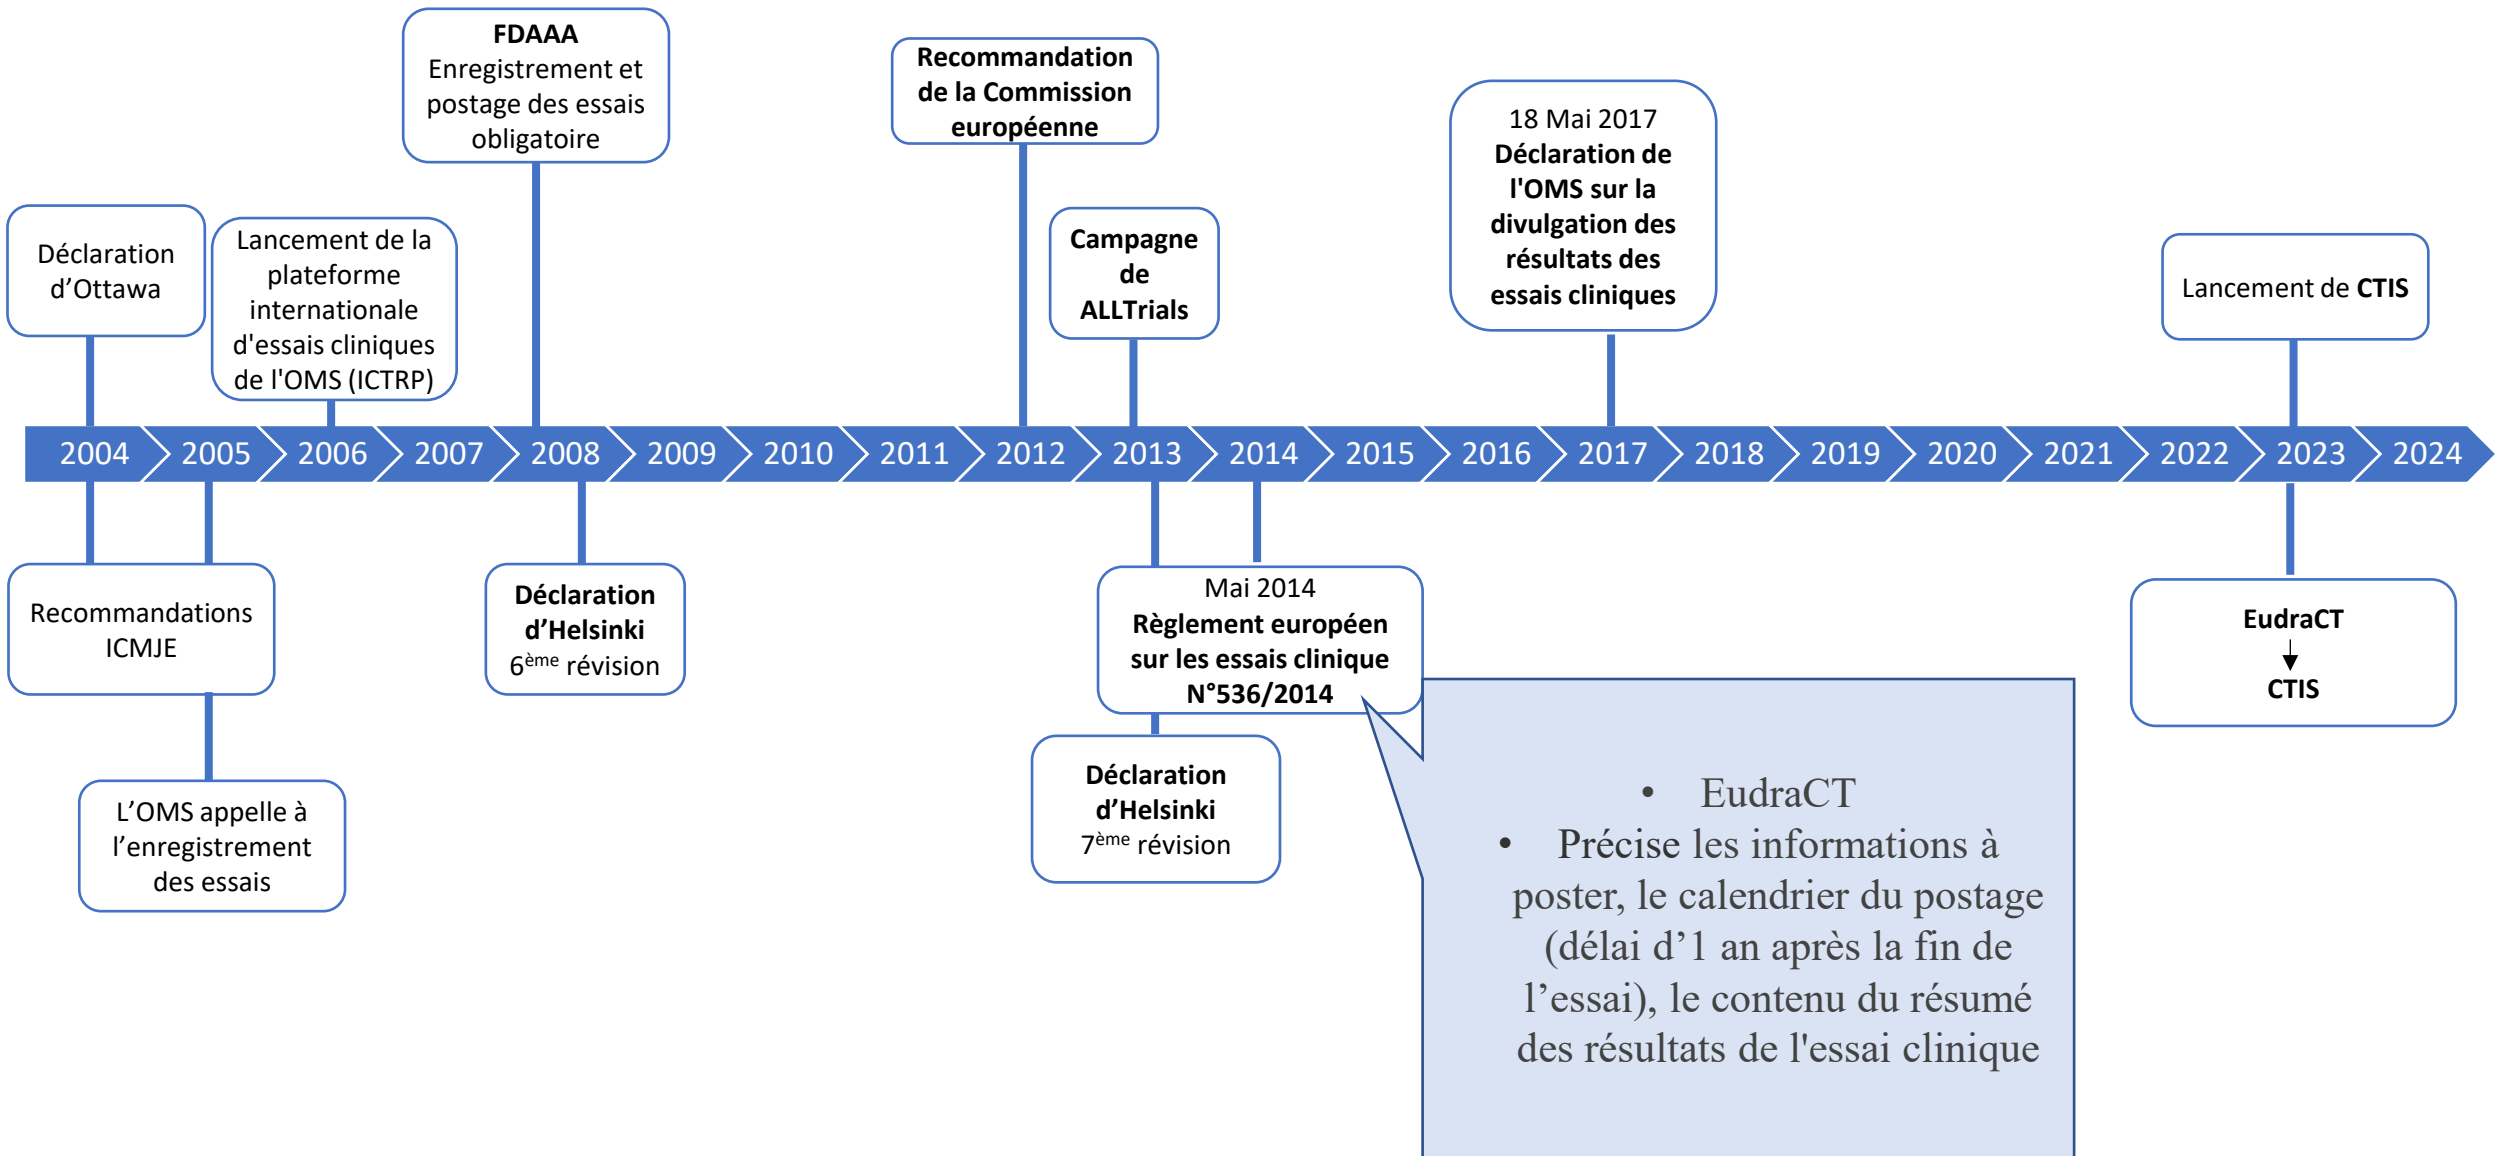 FDAAA
Enregistrement et
postage des essais
obligatoire
Recommandation
de la Commission
européenne
18 Mai 2017
Déclaration de
l'OMS sur la
divulgation des
résultats des
essais cliniques
Déclaration
d’Ottawa
Lancement de la
plateforme
internationale
d'essais cliniques
de l'OMS (ICTRP)
Campagne
de
ALLTrials
Lancement de CTIS
2004 2005 2006 2007 2008 2009 2010 2011 2012 2013 2014 2015 2016 2017 2018 2019 2020 2021 2022 2023 2024
Recommandations
ICMJE
Déclaration
d’Helsinki
6ème révision
Mai 2014
Règlement européen
sur les essais clinique
N°536/2014
EudraCT
CTIS
L’OMS appelle à
l’enregistrement
des essais
Déclaration
d’Helsinki
7ème révision
• EudraCT
• Précise les informations à
poster, le calendrier du postage
(délai d’1 an après la fin de
l’essai), le contenu du résumé
des résultats de l'essai clinique